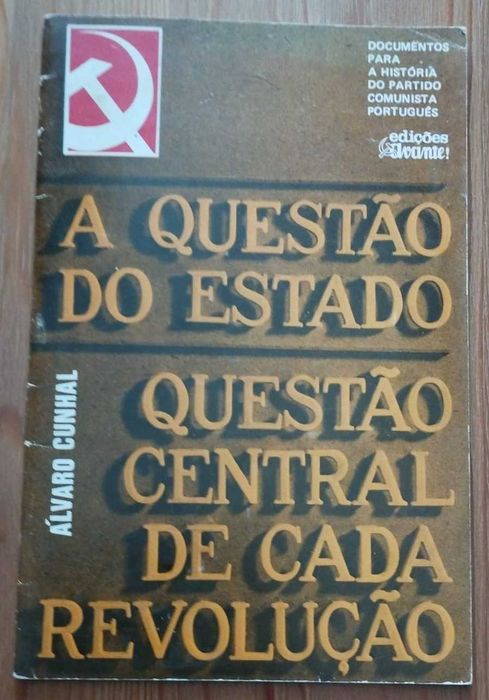 DOCUMENTOS
PARA
A HISTÓRIA
DO PARTIDO
COMUNISTA
PORTUGUÊS
edições
Avante!
A QUESTÃO
DO ESTADO
QUESTÃO
CENTRAL
DE CADA
REVOLUÇÃO
ÁLVARO CUNHAL